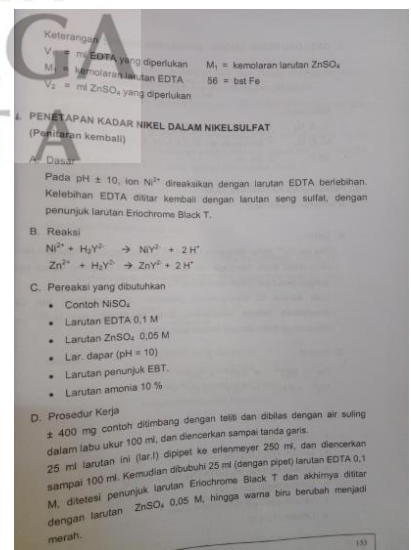 GA
A
Keterangan
V₁ = ml EDTA yang diperlukan M₁ = kemolaran larutan ZnSO₄
M₁ = kemolaran larutan EDTA 56 = bst Fe
V₂ = ml ZnSO₄ yang diperlukan
PENETAPAN KADAR NIKEL DALAM NIKELSULFAT
(Penitaran kembali)
A. Dasar
Pada pH ± 10, ion Ni²⁺ direaksikan dengan larutan EDTA berlebihan.
Kelebihan EDTA dititar kembali dengan larutan seng sulfat, dengan
penunjuk larutan Eriochrome Black T.
B. Reaksi
Ni²⁺ + H₂Y²⁻ → NiY²⁻ + 2 H⁺
Zn²⁺ + H₂Y²⁻ → ZnY²⁻ + 2 H⁺
C. Pereaksi yang dibutuhkan
• Contoh NiSO₄
• Larutan EDTA 0,1 M
• Larutan ZnSO₄ 0,05 M
• Lar. dapar (pH = 10)
• Larutan penunjuk EBT.
• Larutan amonia 10 %
D. Prosedur Kerja
± 400 mg contoh ditimbang dengan teliti dan dibilas dengan air suling
dalam labu ukur 100 ml, dan diencerkan sampai tanda garis.
25 ml larutan ini (lar.I) dipipet ke erlenmeyer 250 ml, dan diencerkan
sampai 100 ml. Kemudian dibubuhi 25 ml (dengan pipet) larutan EDTA 0,1
M, ditetesi penunjuk larutan Eriochrome Black T dan akhirnya dititar
dengan larutan ZnSO₄ 0,05 M, hingga warna biru berubah menjadi
merah.
153